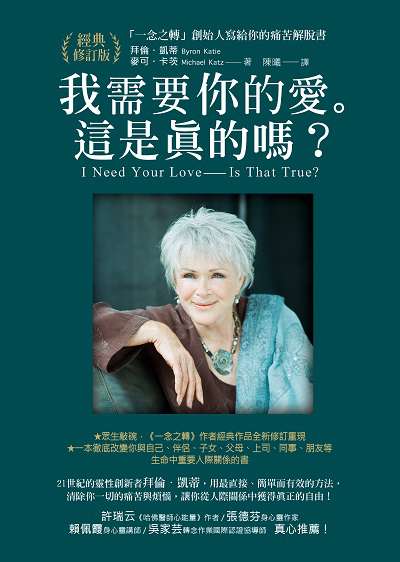 經典
修訂版
「一念之轉」創始人寫給你的痛苦解脫書
拜倫．凱蒂 Byron Katie
麥可．卡茨 Michael Katz——著 陳曦——譯
我需要你的愛。
這是眞的嗎？
I Need Your Love——Is That True?
★眾生敲碗，《一念之轉》作者經典作品全新修訂重現
★一本徹底改變你與自己、伴侶、子女、父母、上司、同事、朋友等
生命中重要人際關係的書
21世紀的靈性創新者拜倫．凱蒂，用最直接、簡單而有效的方法，
清除你一切的痛苦與煩惱，讓你從人際關係中獲得眞正的自由！
許瑞云《哈佛醫師心能量》作者／張德芬身心靈作家
賴佩霞身心靈講師／吳家芸轉念作業國際認證協導師 真心推薦！